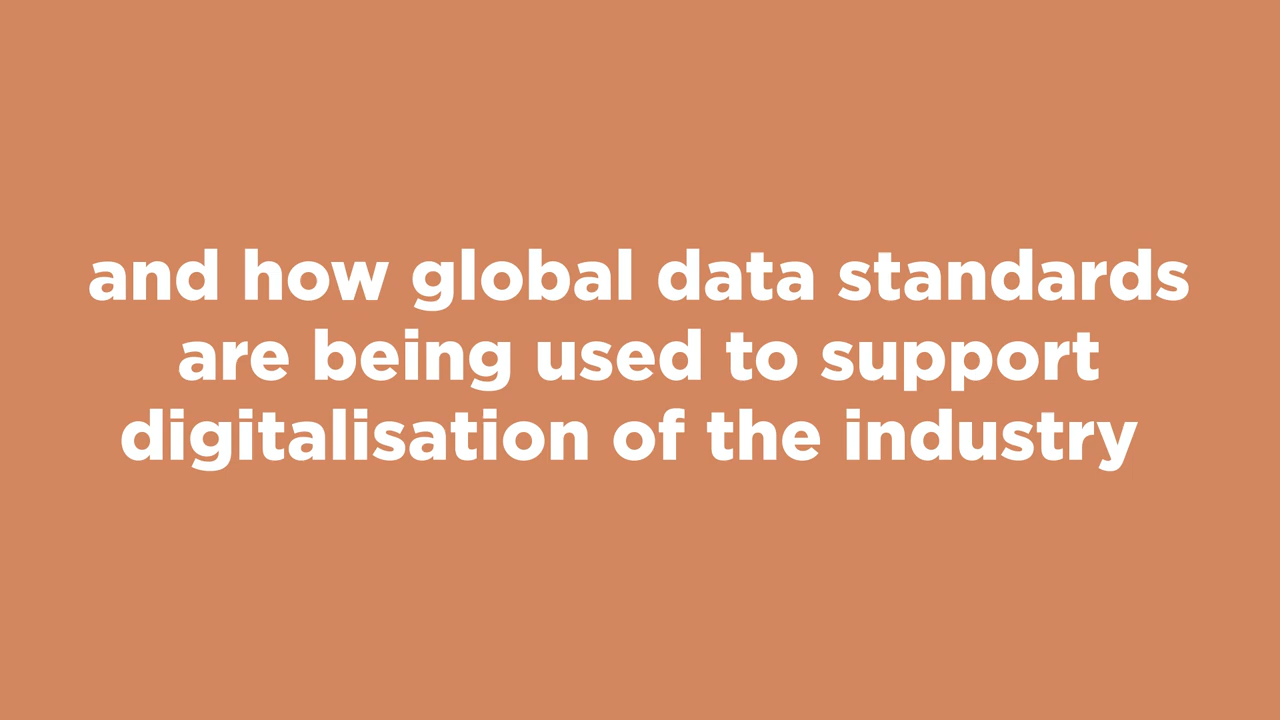 and how global data standards
are being used to support
digitalisation of the industry